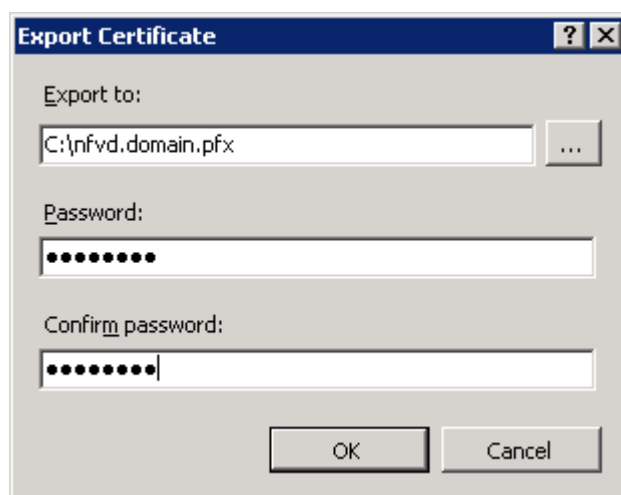 Export Certificate
Export to:
C:\nfvd.domain.pfx
...
Password:
●●●●●●●●
Confirm password:
●●●●●●●●
OK Cancel